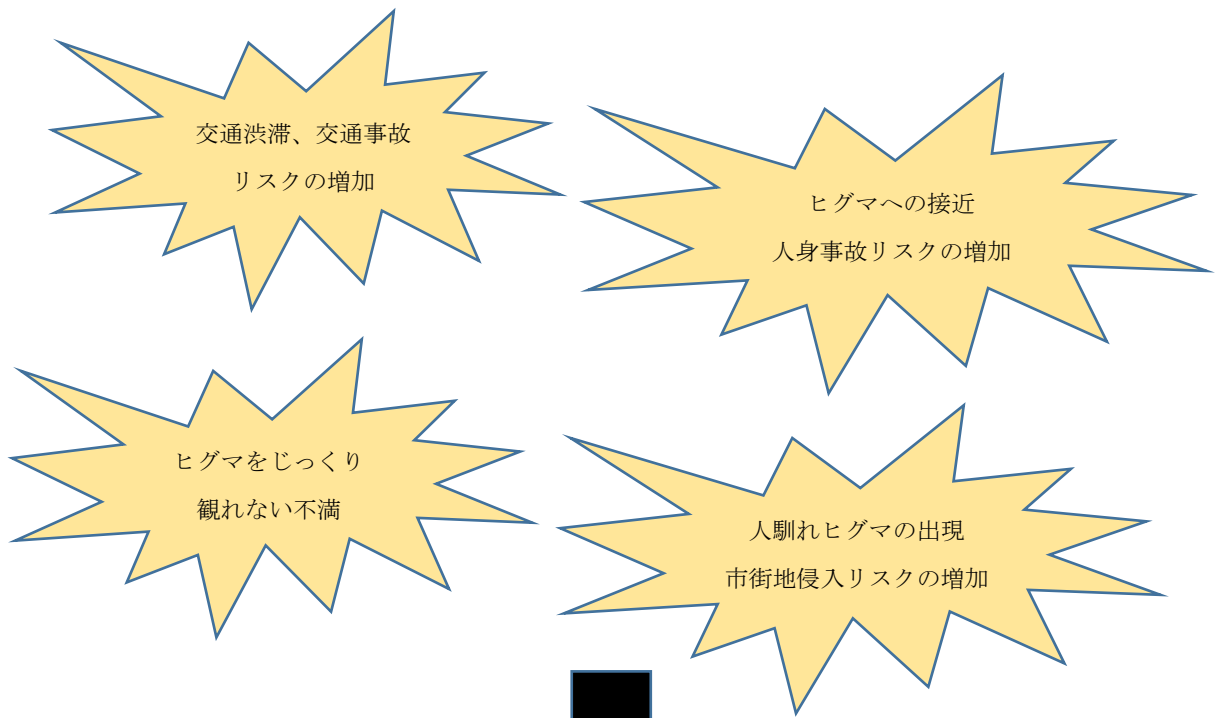 交通渋滞、交通事故
リスクの増加
ヒグマへの接近
人身事故リスクの増加
ヒグマをじっくり
観れない不満
人馴れヒグマの出現
市街地侵入リスクの増加